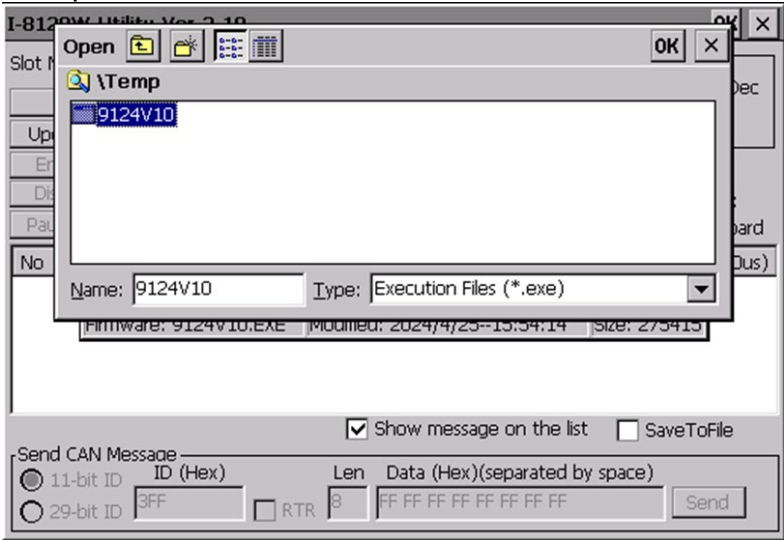 Open OK ×
\Temp
9124V10
Name: 9124V10 Type: Execution Files (*.exe)
Slot
Dec
No
Firmware: 9124V10.EXE Modified: 2024/4/25--15:54:14 Size: 275415
Show message on the list SaveToFile
Send CAN Message
11-bit ID ID (Hex) Len Data (Hex)(separated by space)
29-bit ID 3FF RTR 8 FF FF FF FF FF FF FF FF Send